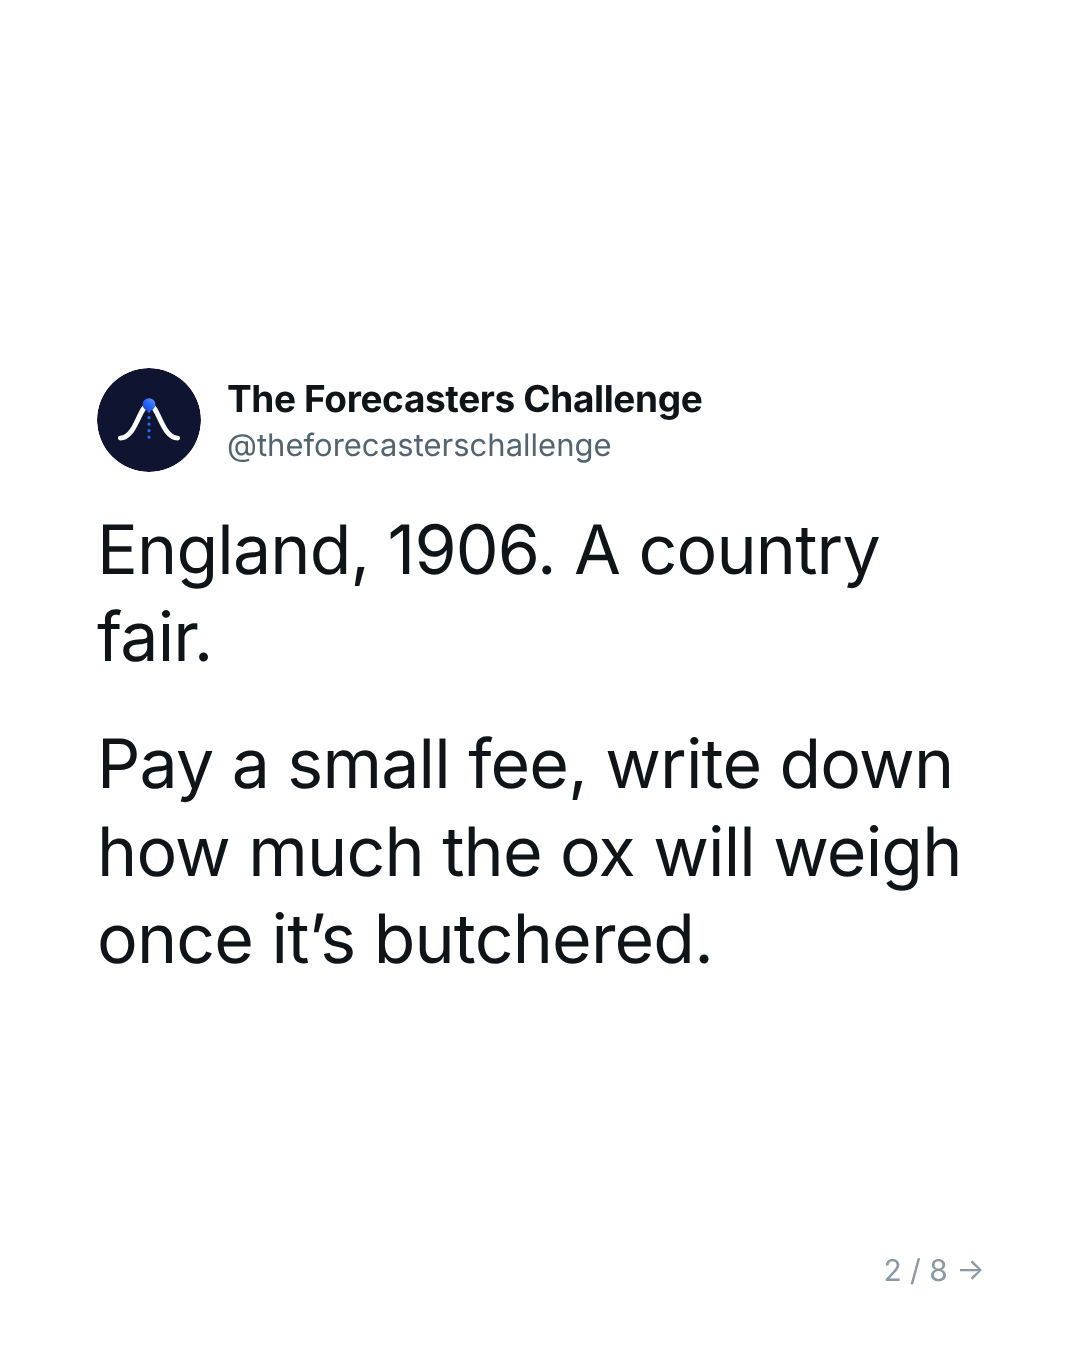 The Forecasters Challenge
@theforecasterschallenge
England, 1906. A country
fair.
Pay a small fee, write down
how much the ox will weigh
once it’s butchered.
2 / 8 →